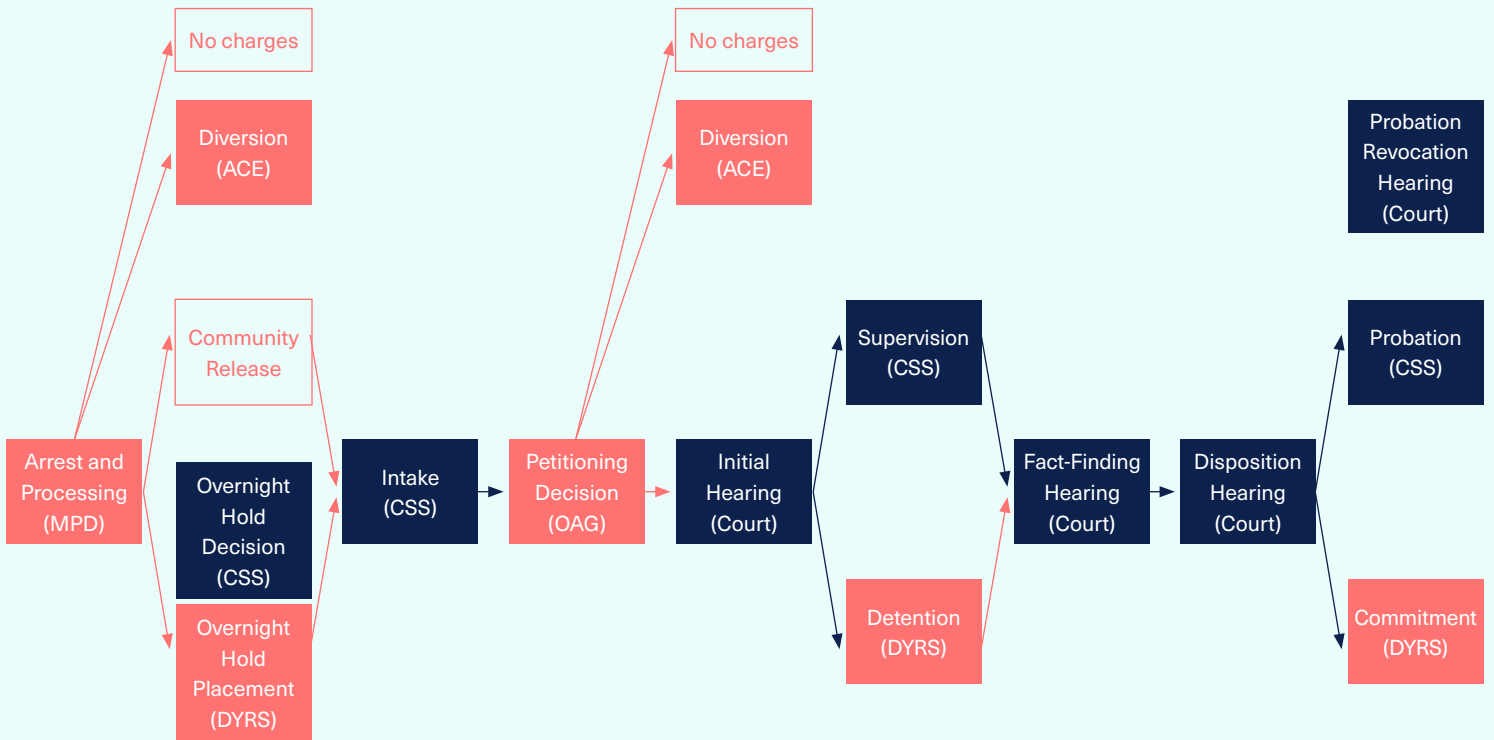 No charges
Diversion
(ACE)
Community
Release
Arrest and
Processing
(MPD)
Overnight
Hold
Decision
(CSS)
Overnight
Hold
Placement
(DYRS)
Intake
(CSS)
No charges
Diversion
(ACE)
Petitioning
Decision
(OAG)
Initial
Hearing
(Court)
Supervision
(CSS)
Detention
(DYRS)
Fact-Finding
Hearing
(Court)
Disposition
Hearing
(Court)
Probation
Revocation
Hearing
(Court)
Probation
(CSS)
Commitment
(DYRS)